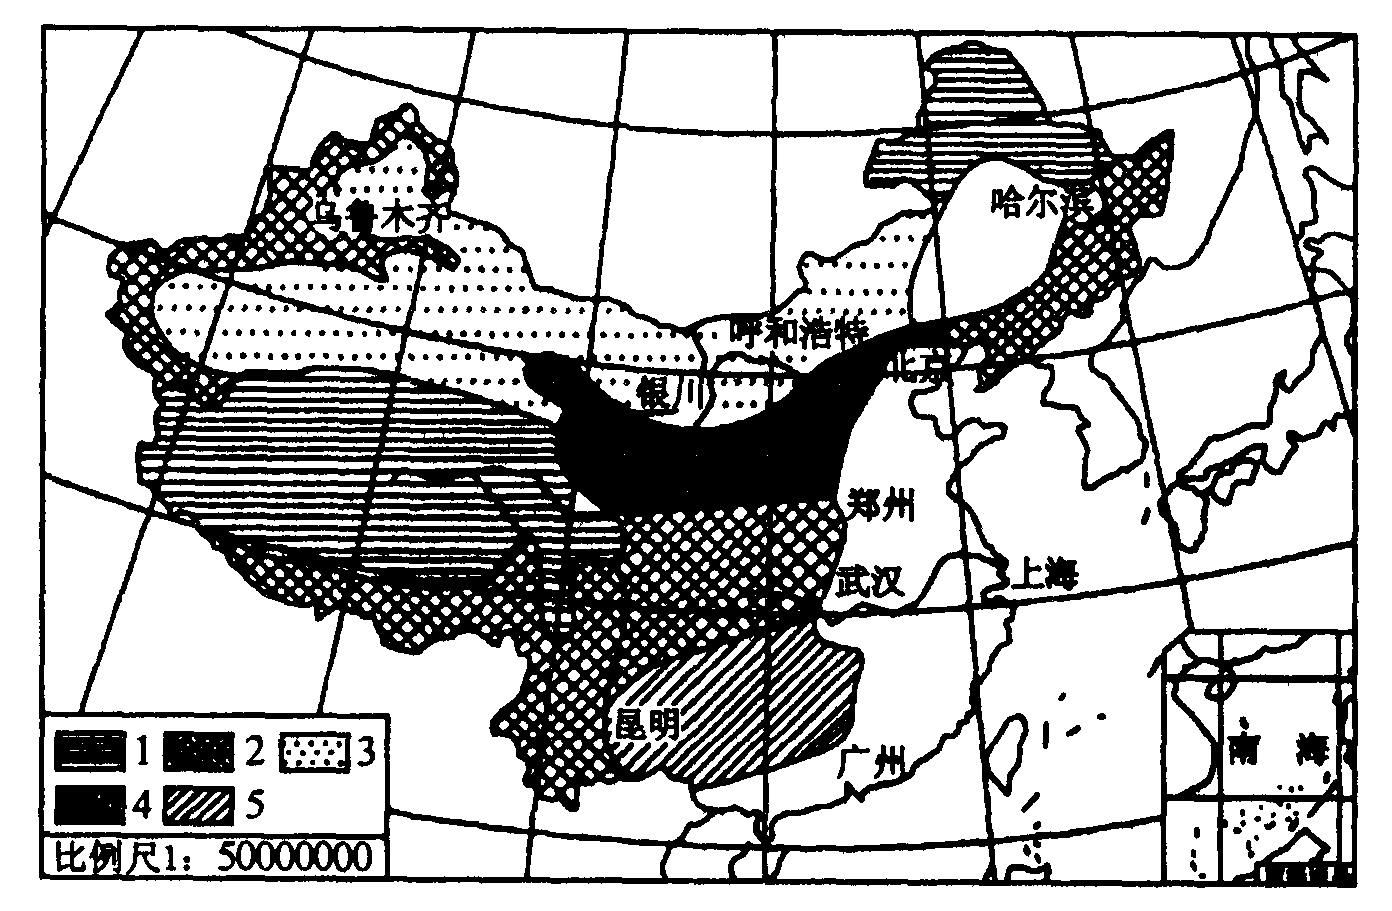 哈尔滨
乌鲁木齐
呼和浩特
北京
银川
郑州
武汉
上海
昆明
广州
南海
1 2 3
4 5
比例尺1：50000000